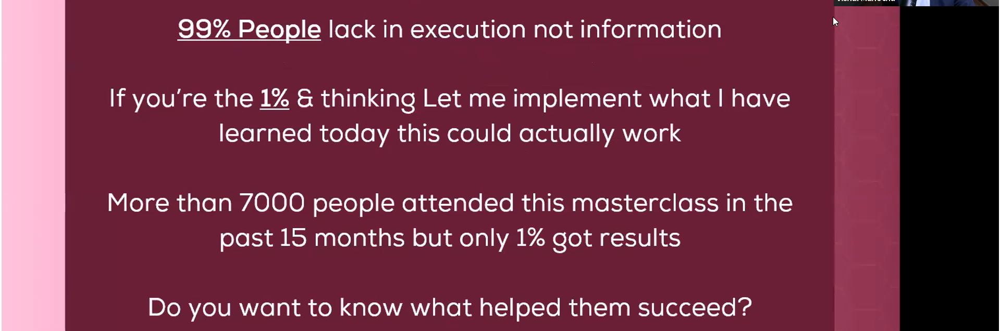 99% People lack in execution not information
If you're the 1% & thinking Let me implement what I have
learned today this could actually work
More than 7000 people attended this masterclass in the
past 15 months but only 1% got results
Do you want to know what helped them succeed?